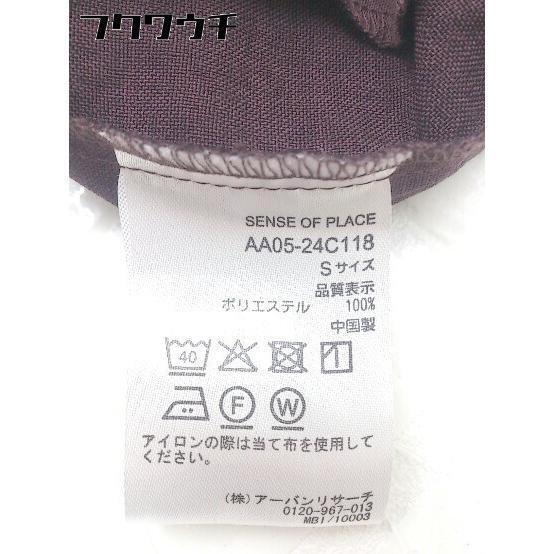 フクワウチ
SENSE OF PLACE
AA05-24C118
Sサイズ
品質表示
ポリエステル 100%
中国製
40
F W
アイロンの際は当て布を使用して
ください。
(株)アーバンリサーチ
0120-967-013
MB1/10003